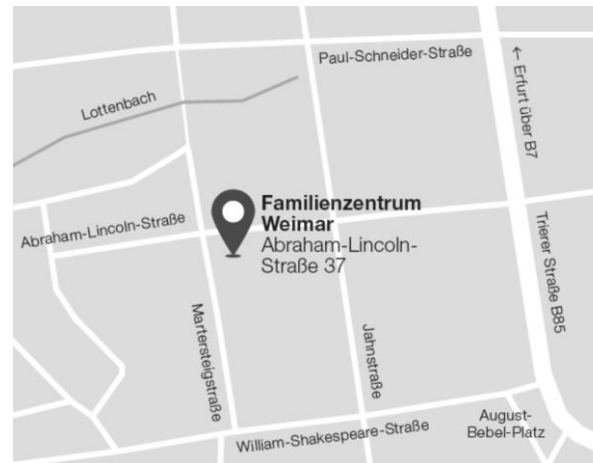 Paul-Schneider-Straße
← Erfurt über B7
Lottenbach
Familienzentrum
Weimar
Abraham-Lincoln-
Straße 37
Abraham-Lincoln-Straße
Trierer Straße B85
Martersteigstraße
Jahnstraße
August-
Bebel-Platz
William-Shakespeare-Straße